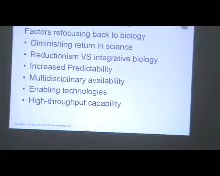 Factors refocusing back to biology
• Diminishing return in science
• Reductionism VS integrative biology
• Increased Predictability
• Multidisciplinary availability
• Enabling technologies
• High-throughput capability